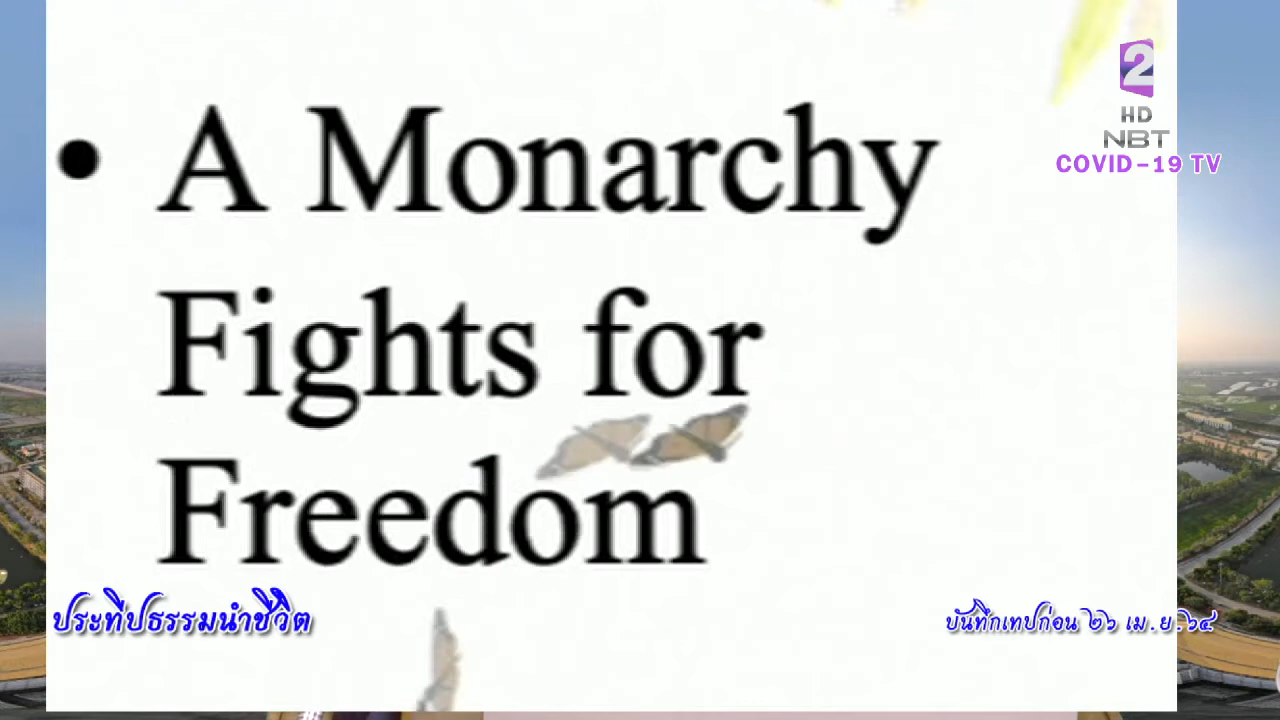 2
HD
NBT
COVID-19 TV
• A Monarchy
Fights for
Freedom
ประทีปธรรมนำชีวิต
บันทึกเทปก่อน ๒๖ เม.ย.๖๔